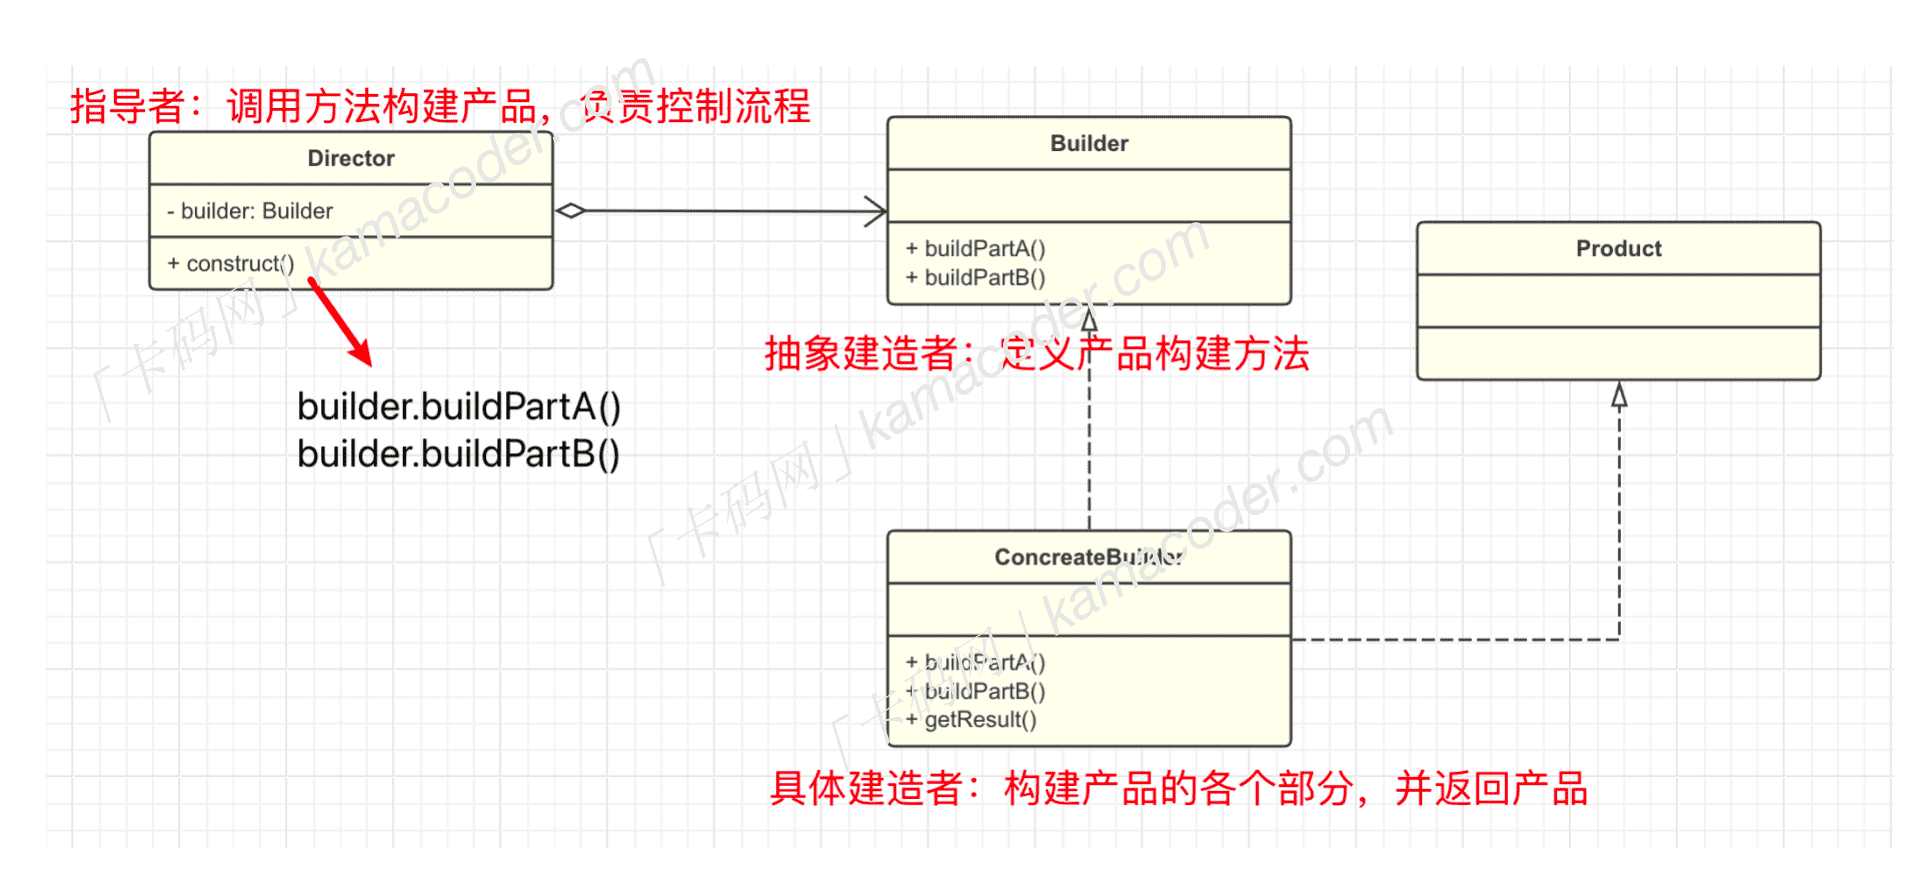 指导者：调用方法构建产品，负责控制流程
Director
- builder: Builder
+ construct()
builder.buildPartA()
builder.buildPartB()
Builder
+ buildPartA()
+ buildPartB()
抽象建造者：定义产品构建方法
Product
ConcreateBuilder
+ buildPartA()
+ buildPartB()
+ getResult()
具体建造者：构建产品的各个部分，并返回产品
「卡码网」kamacoder.com
「卡码网」kamacoder.com
「卡码网」kamacoder.com